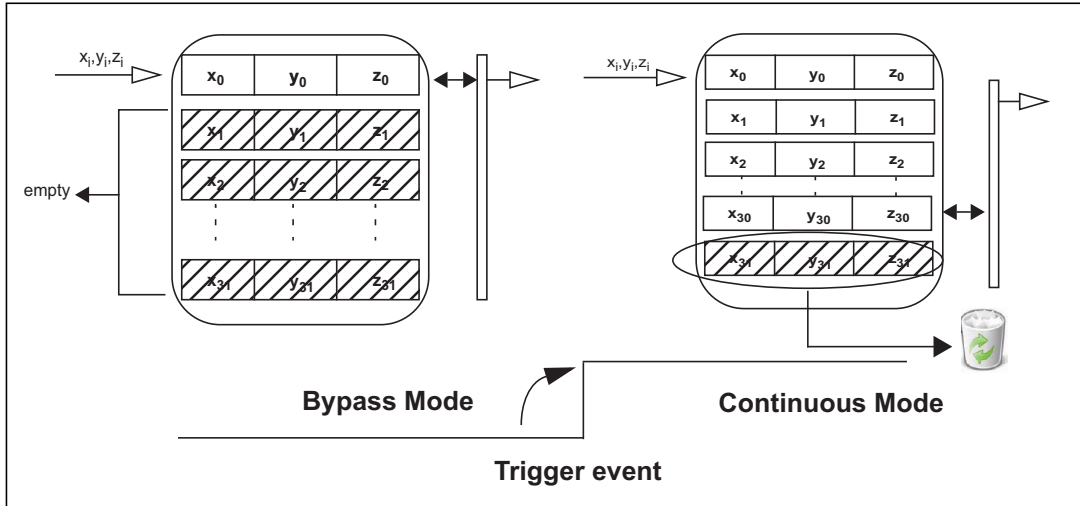 xi,yi,zi
x0 y0 z0
x1 y1 z1
x2 y2 z2
x31 y31 z31
empty
xi,yi,zi
x0 y0 z0
x1 y1 z1
x2 y2 z2
x30 y30 z30
x31 y31 z31
Bypass Mode
Continuous Mode
Trigger event